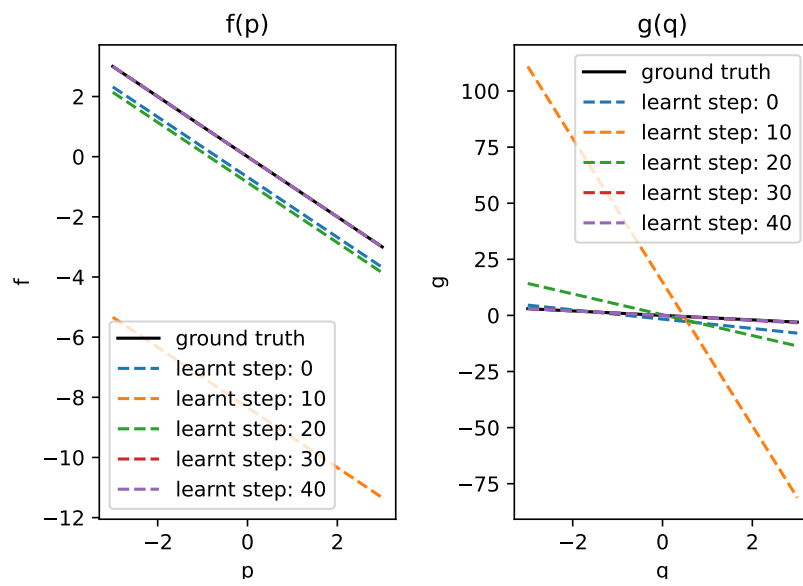 f(p)
g(q)
2
0
−2
−4
−6
−8
−10
−12
f
ground truth
learnt step: 0
learnt step: 10
learnt step: 20
learnt step: 30
learnt step: 40
−2
0
2
p
100
75
50
25
0
−25
−50
−75
g
ground truth
learnt step: 0
learnt step: 10
learnt step: 20
learnt step: 30
learnt step: 40
−2
0
2
q